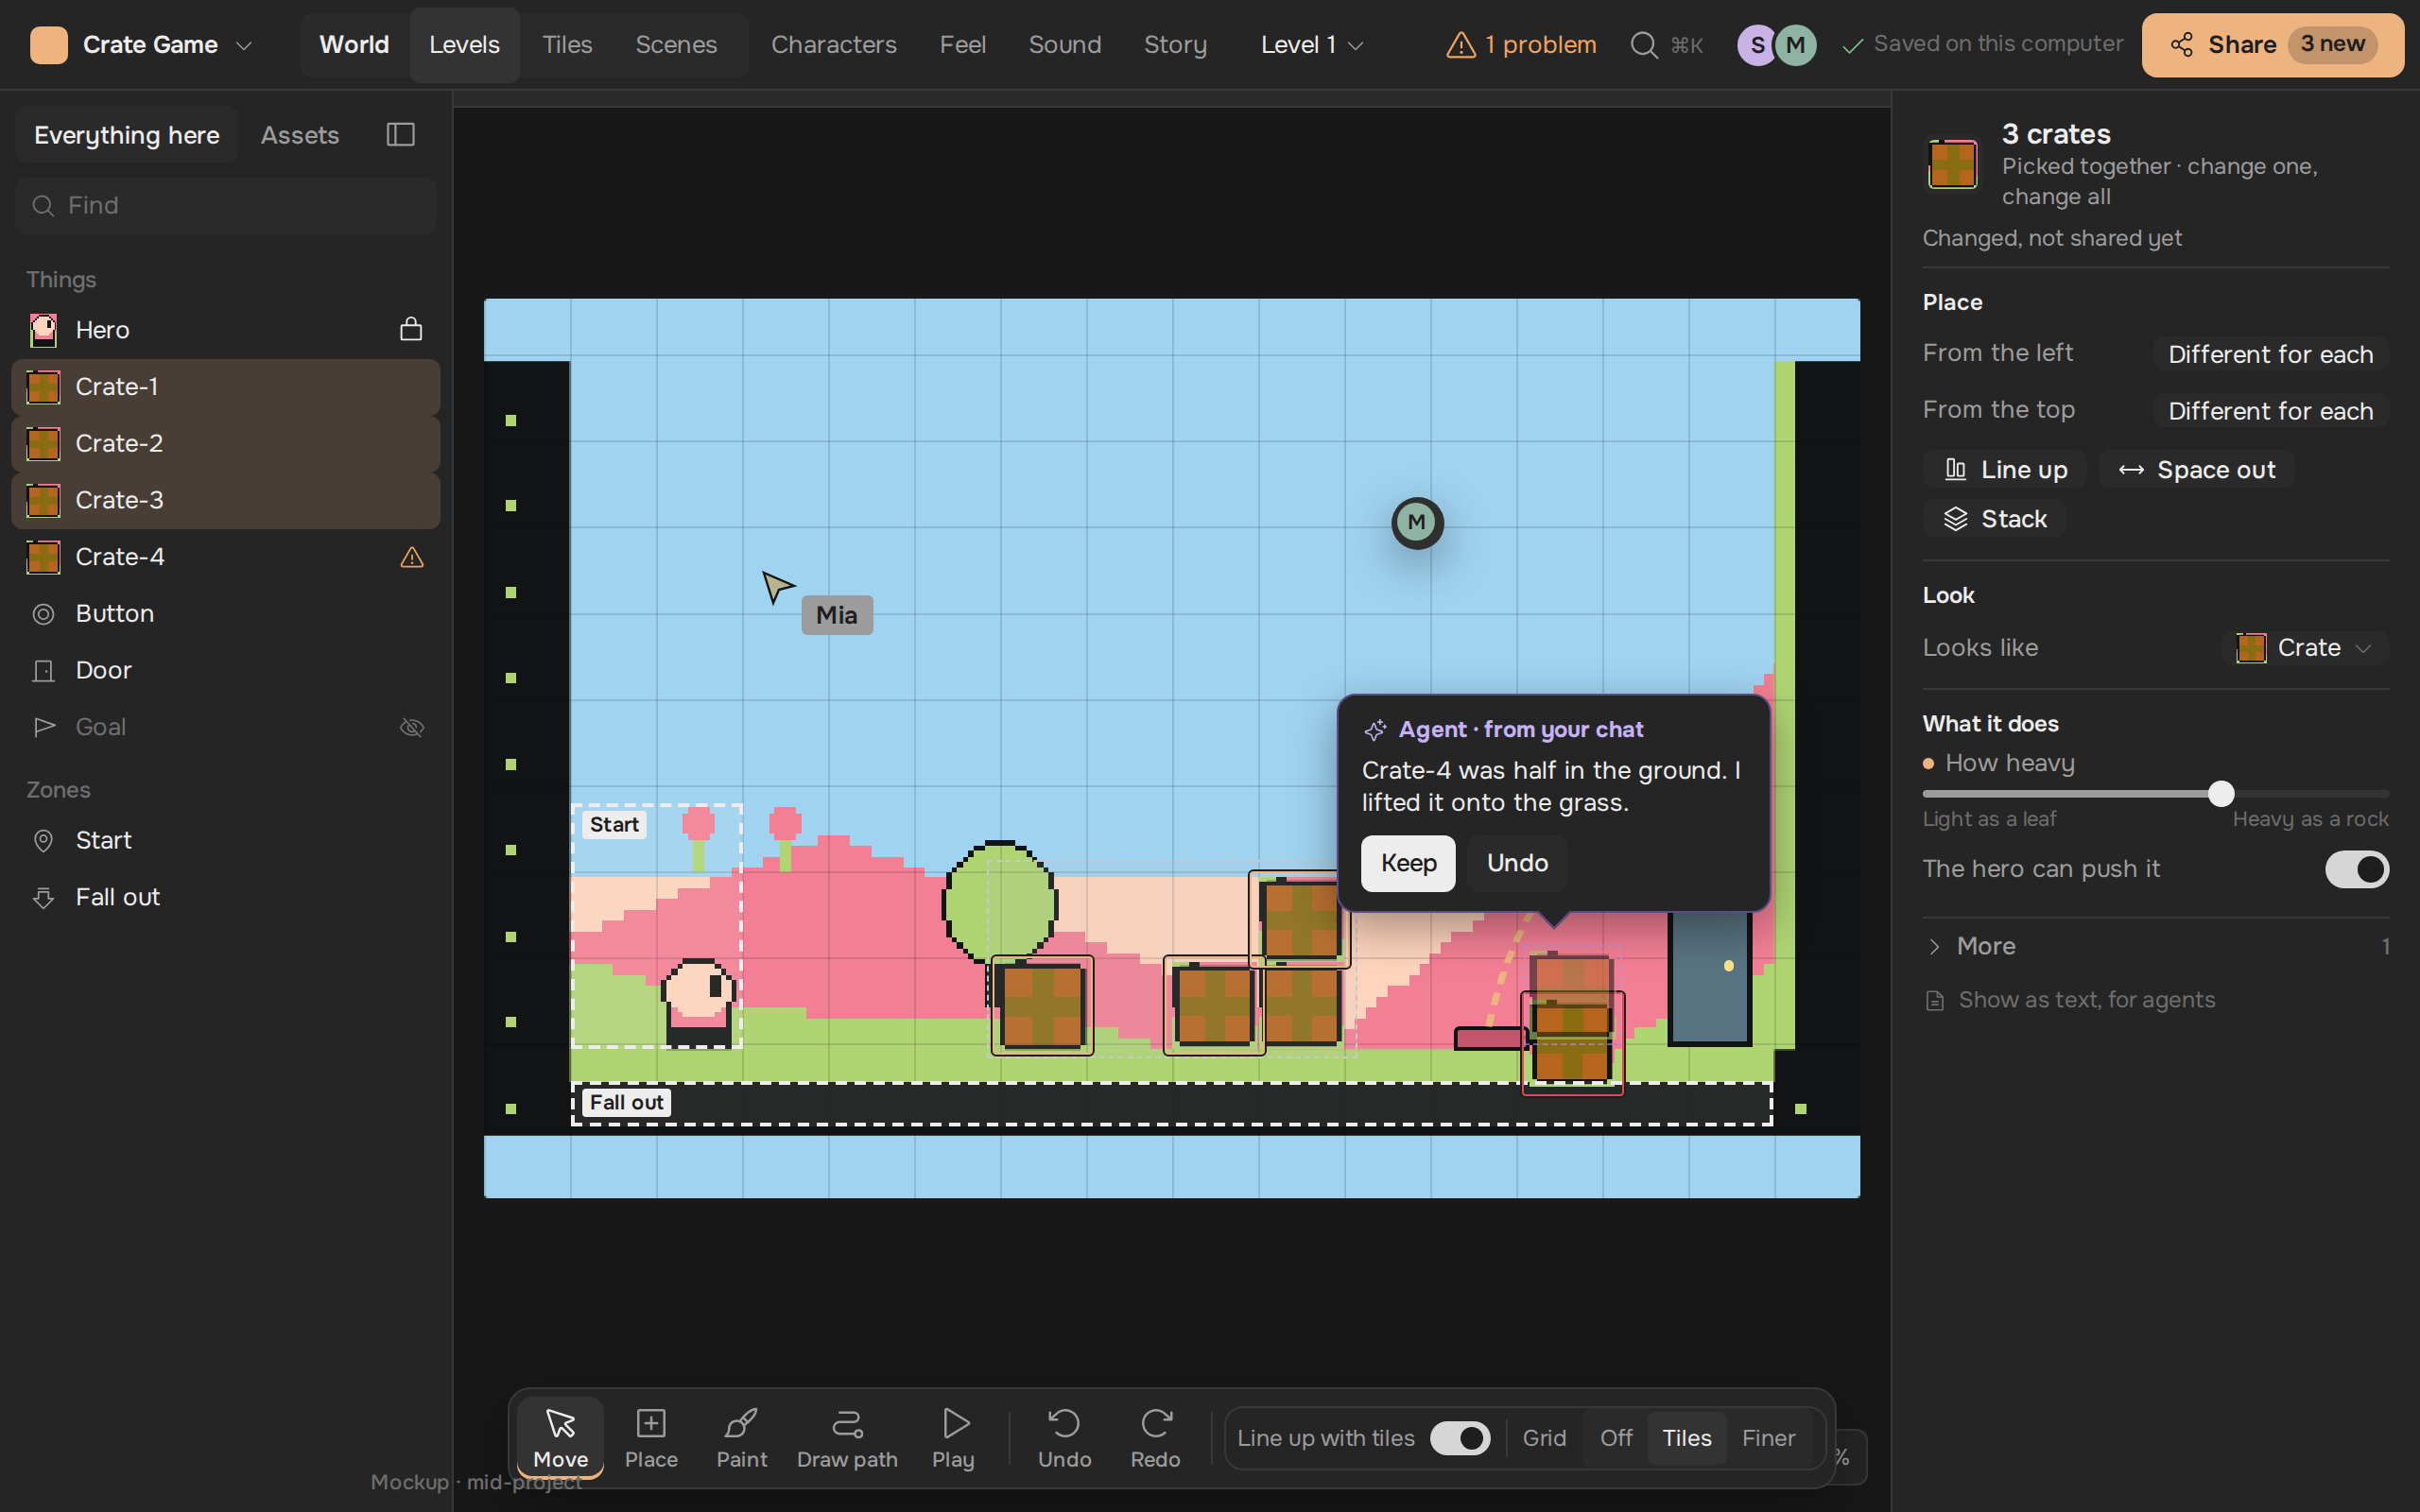 Crate Game
World
Levels
Tiles
Scenes
Characters
Feel
Sound
Story
Level 1
1 problem
⌘K
S
M
Saved on this computer
Share
3 new
Everything here
Assets
Find
Things
Hero
Crate-1
Crate-2
Crate-3
Crate-4
Button
Door
Goal
Zones
Start
Fall out
M
Mia
Start
Agent · from your chat
Crate-4 was half in the ground. I
lifted it onto the grass.
Keep
Undo
Fall out
3 crates
Picked together · change one,
change all
Changed, not shared yet
Place
From the left
Different for each
From the top
Different for each
Line up
Space out
Stack
Look
Looks like
Crate
What it does
How heavy
Light as a leaf
Heavy as a rock
The hero can push it
More
1
Show as text, for agents
Move
Place
Paint
Draw path
Play
Undo
Redo
Line up with tiles
Grid
Off
Tiles
Finer
%
Mockup · mid-project